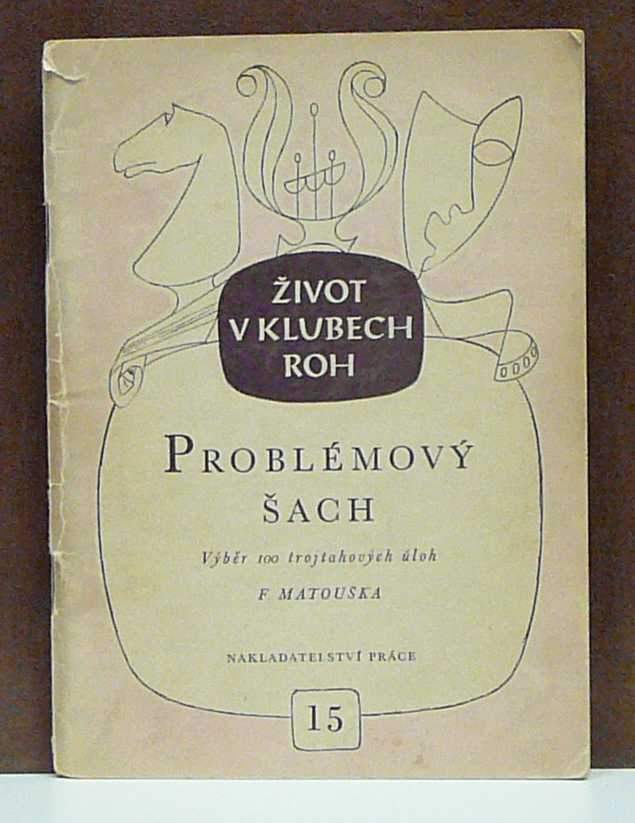 ŽIVOT
V KLUBECH
ROH
PROBLÉMOVÝ
ŠACH
Výběr 100 trojtahových úloh
F. MATOUŠKA
NAKLADATELSTVÍ PRÁCE
15